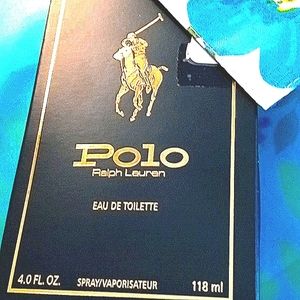 Polo
Ralph Lauren
EAU DE TOILETTE
4.0 FL. OZ. SPRAY/VAPORISATEUR 118 ml